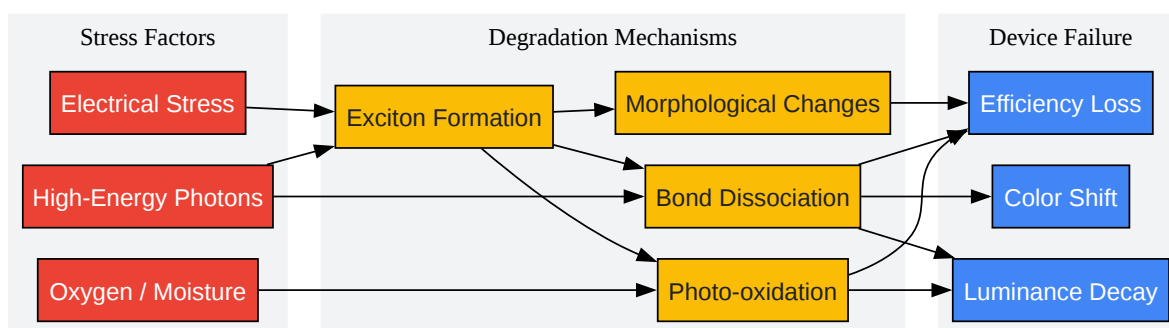 Stress Factors
Degradation Mechanisms
Device Failure
Electrical Stress
Exciton Formation
Morphological Changes
Efficiency Loss
High-Energy Photons
Bond Dissociation
Color Shift
Oxygen / Moisture
Photo-oxidation
Luminance Decay